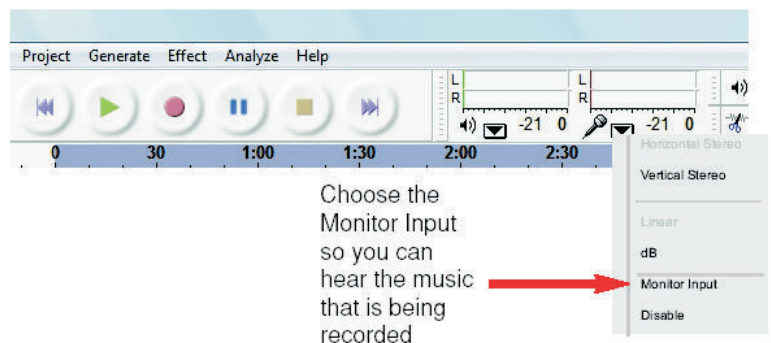 Project Generate Effect Analyze Help
L
R
-21 0
L
R
-21 0
0 30 1:00 1:30 2:00 2:30
Horizontal Stereo
Vertical Stereo
Linear
dB
Monitor Input
Disable
Choose the
Monitor Input
so you can
hear the music
that is being
recorded